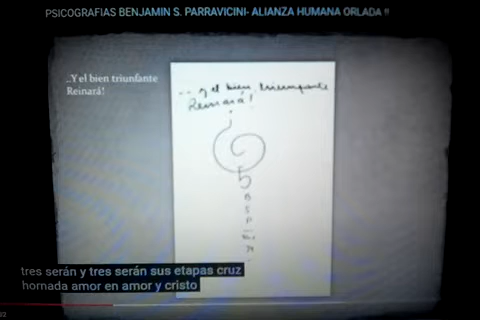 PSICOGRAFIAS BENJAMIN S. PARRAVICINI- ALIANZA HUMANA ORLADA
..Y el bien triunfante
Reinará!
... y el bien triunfante
Reinará!
B
S
P
tres serán y tres serán sus etapas cruz
hornada amor en amor y cristo